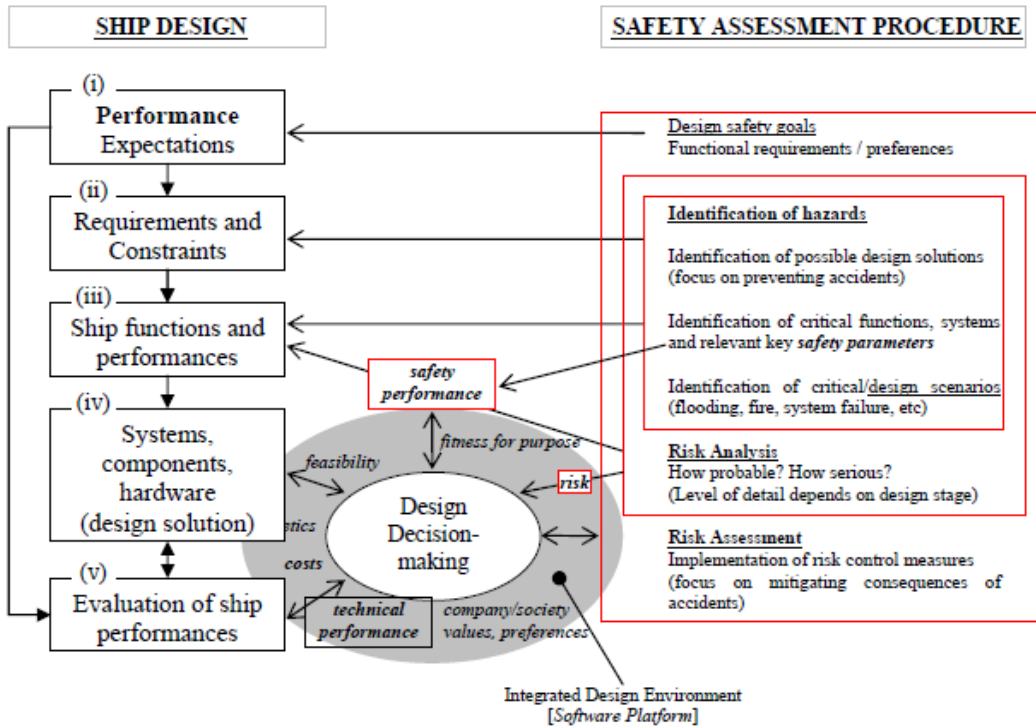 SHIP DESIGN
SAFETY ASSESSMENT PROCEDURE
(i)
Performance
Expectations
(ii)
Requirements and
Constraints
(iii)
Ship functions and
performances
(iv)
Systems,
components,
hardware
(design solution)
(v)
Evaluation of ship
performances
safety
performance
fitness for purpose
feasibility
risk
etics
costs
Design
Decision-
making
technical
performance
company/society
values, preferences
Design safety goals
Functional requirements / preferences
Identification of hazards
Identification of possible design solutions
(focus on preventing accidents)
Identification of critical functions, systems
and relevant key safety parameters
Identification of critical/design scenarios
(flooding, fire, system failure, etc)
Risk Analysis
How probable? How serious?
(Level of detail depends on design stage)
Risk Assessment
Implementation of risk control measures
(focus on mitigating consequences of
accidents)
Integrated Design Environment
[Software Platform]